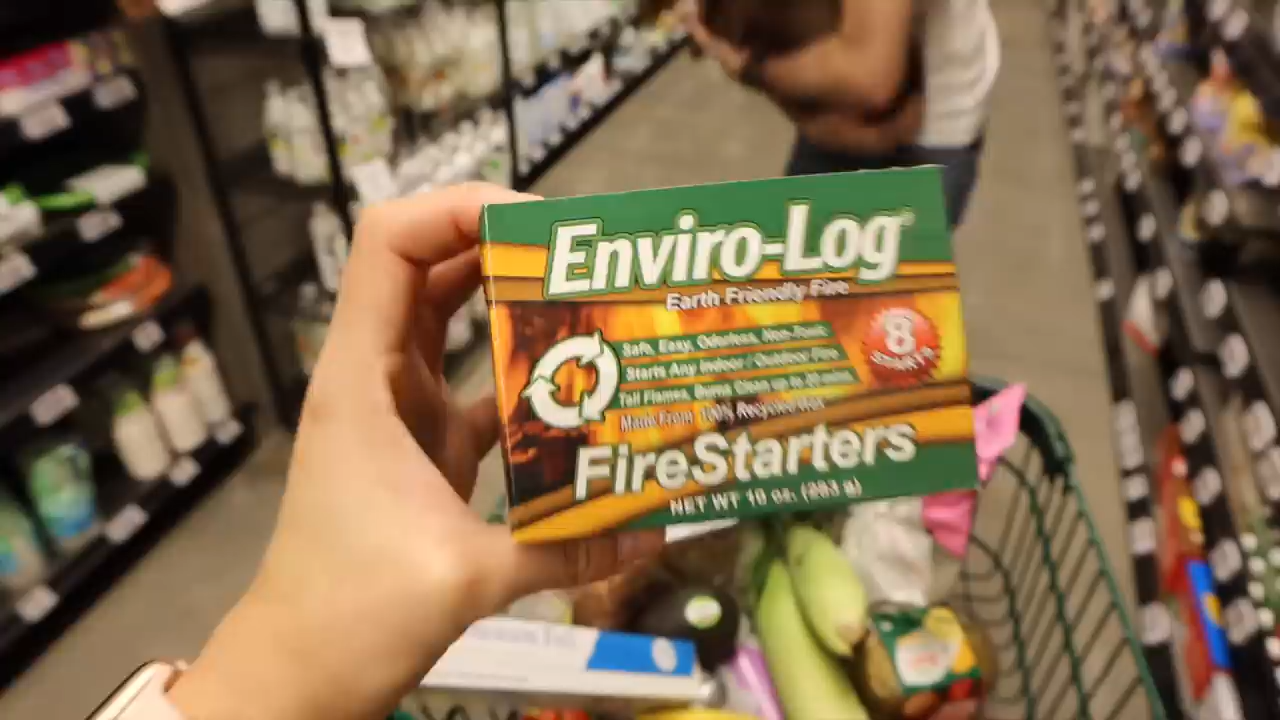 Enviro-Log®
Earth Friendly Fire
8
Safe, Easy, Odorless, Non-Toxic
Starts Any Indoor / Outdoor Fire
Tall Flames, Burns Clean up to 20 mins
Made From 100% Recycled Wax
FireStarters
NET WT 10 oz. (283 g)